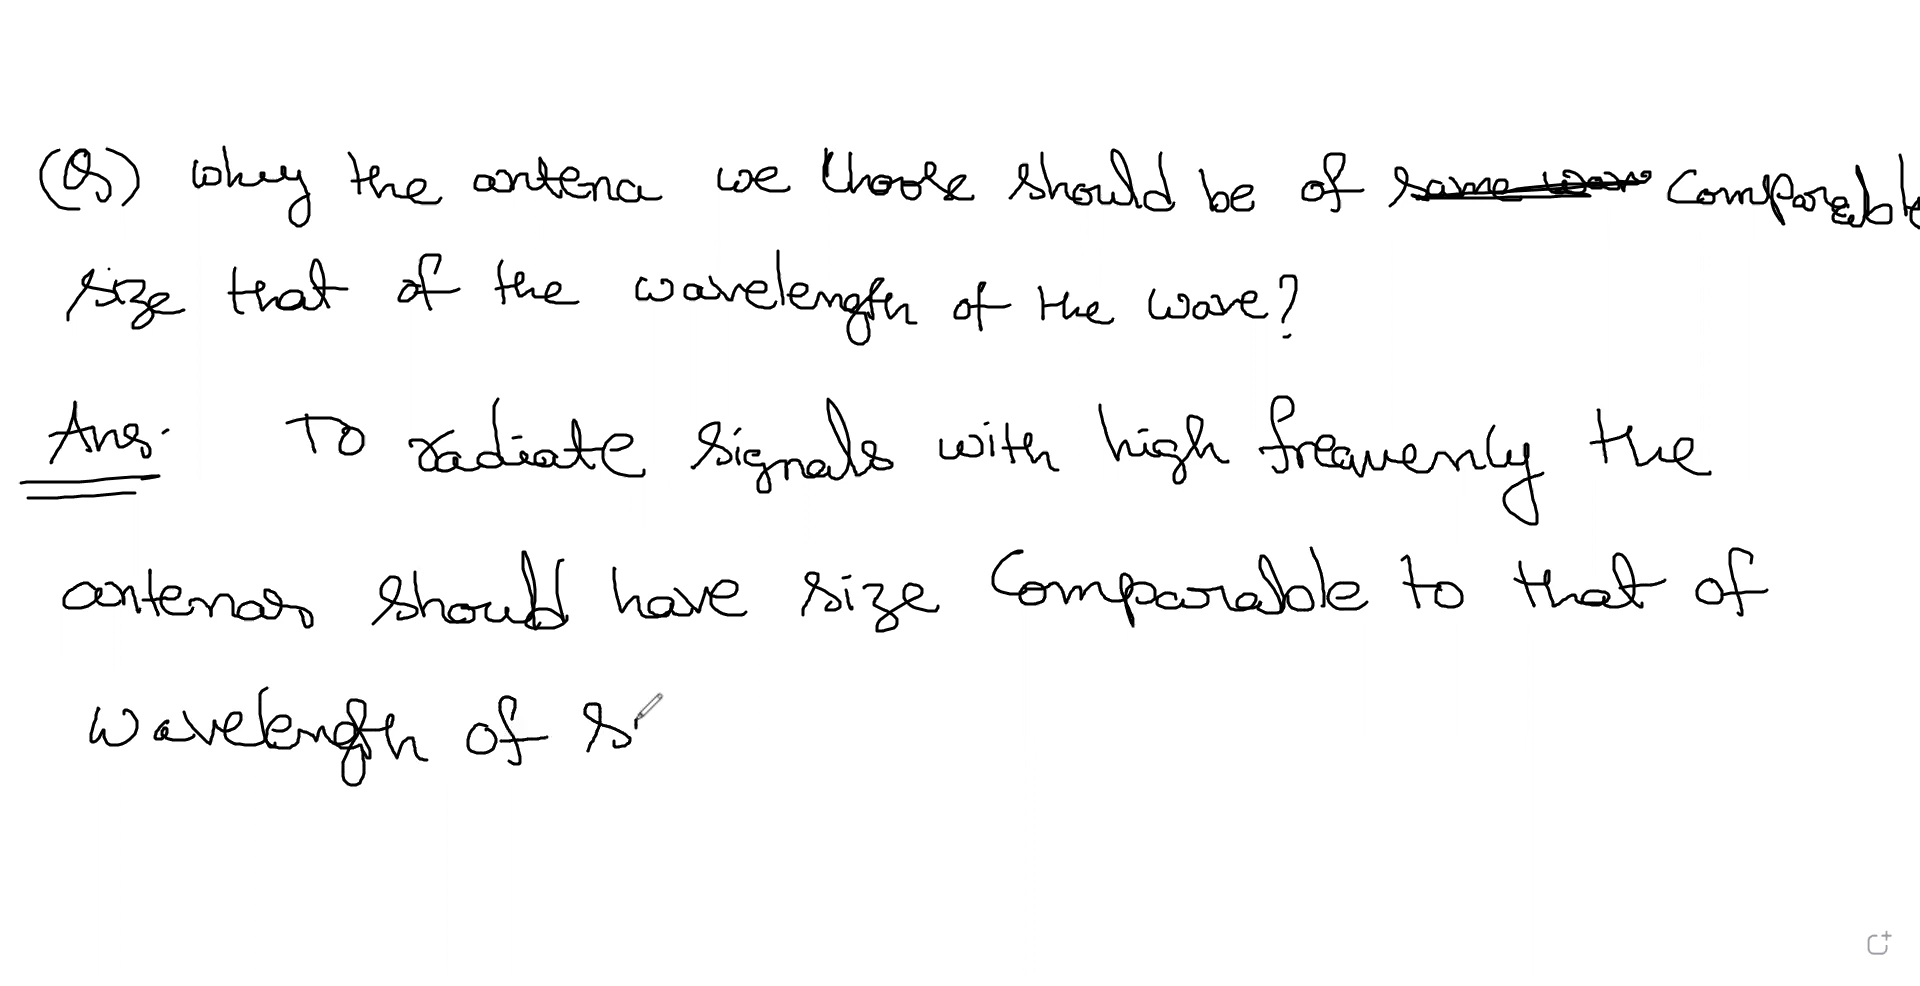 (Q) why the antena we choose should be of comparable
size that of the wavelength of the wave?
Ans. To radiate signals with high frequenly the
antenas should have size comparable to that of
wavelength of s